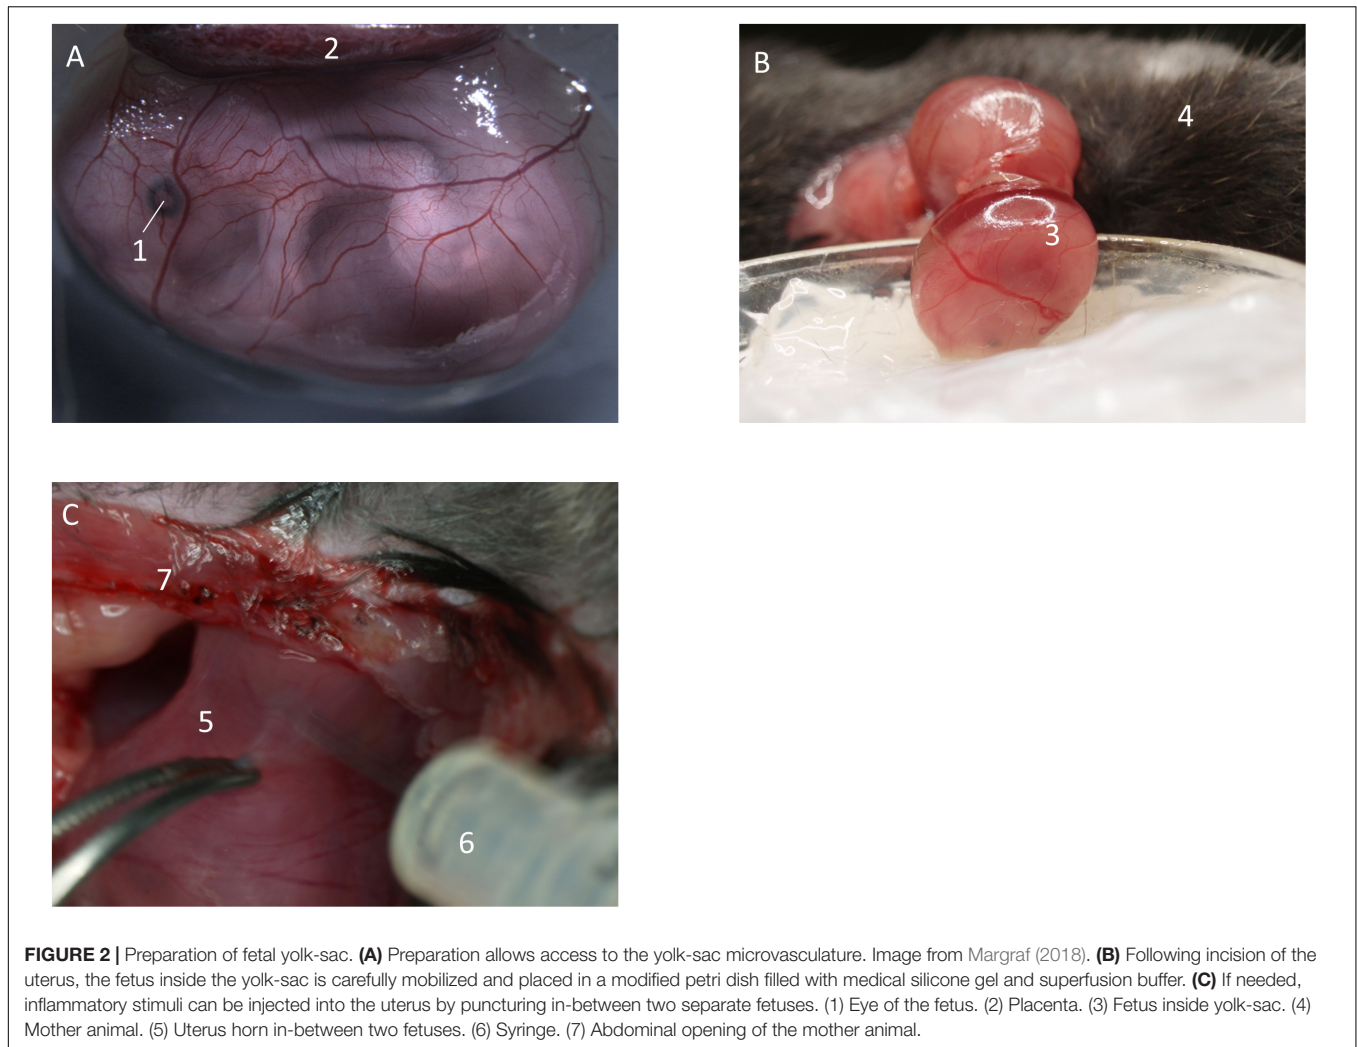 A
2
1
B
4
3
C
7
5
6
FIGURE 2 | Preparation of fetal yolk-sac. (A) Preparation allows access to the yolk-sac microvasculature. Image from Margraf (2018). (B) Following incision of the
uterus, the fetus inside the yolk-sac is carefully mobilized and placed in a modified petri dish filled with medical silicone gel and superfusion buffer. (C) If needed,
inflammatory stimuli can be injected into the uterus by puncturing in-between two separate fetuses. (1) Eye of the fetus. (2) Placenta. (3) Fetus inside yolk-sac. (4)
Mother animal. (5) Uterus horn in-between two fetuses. (6) Syringe. (7) Abdominal opening of the mother animal.